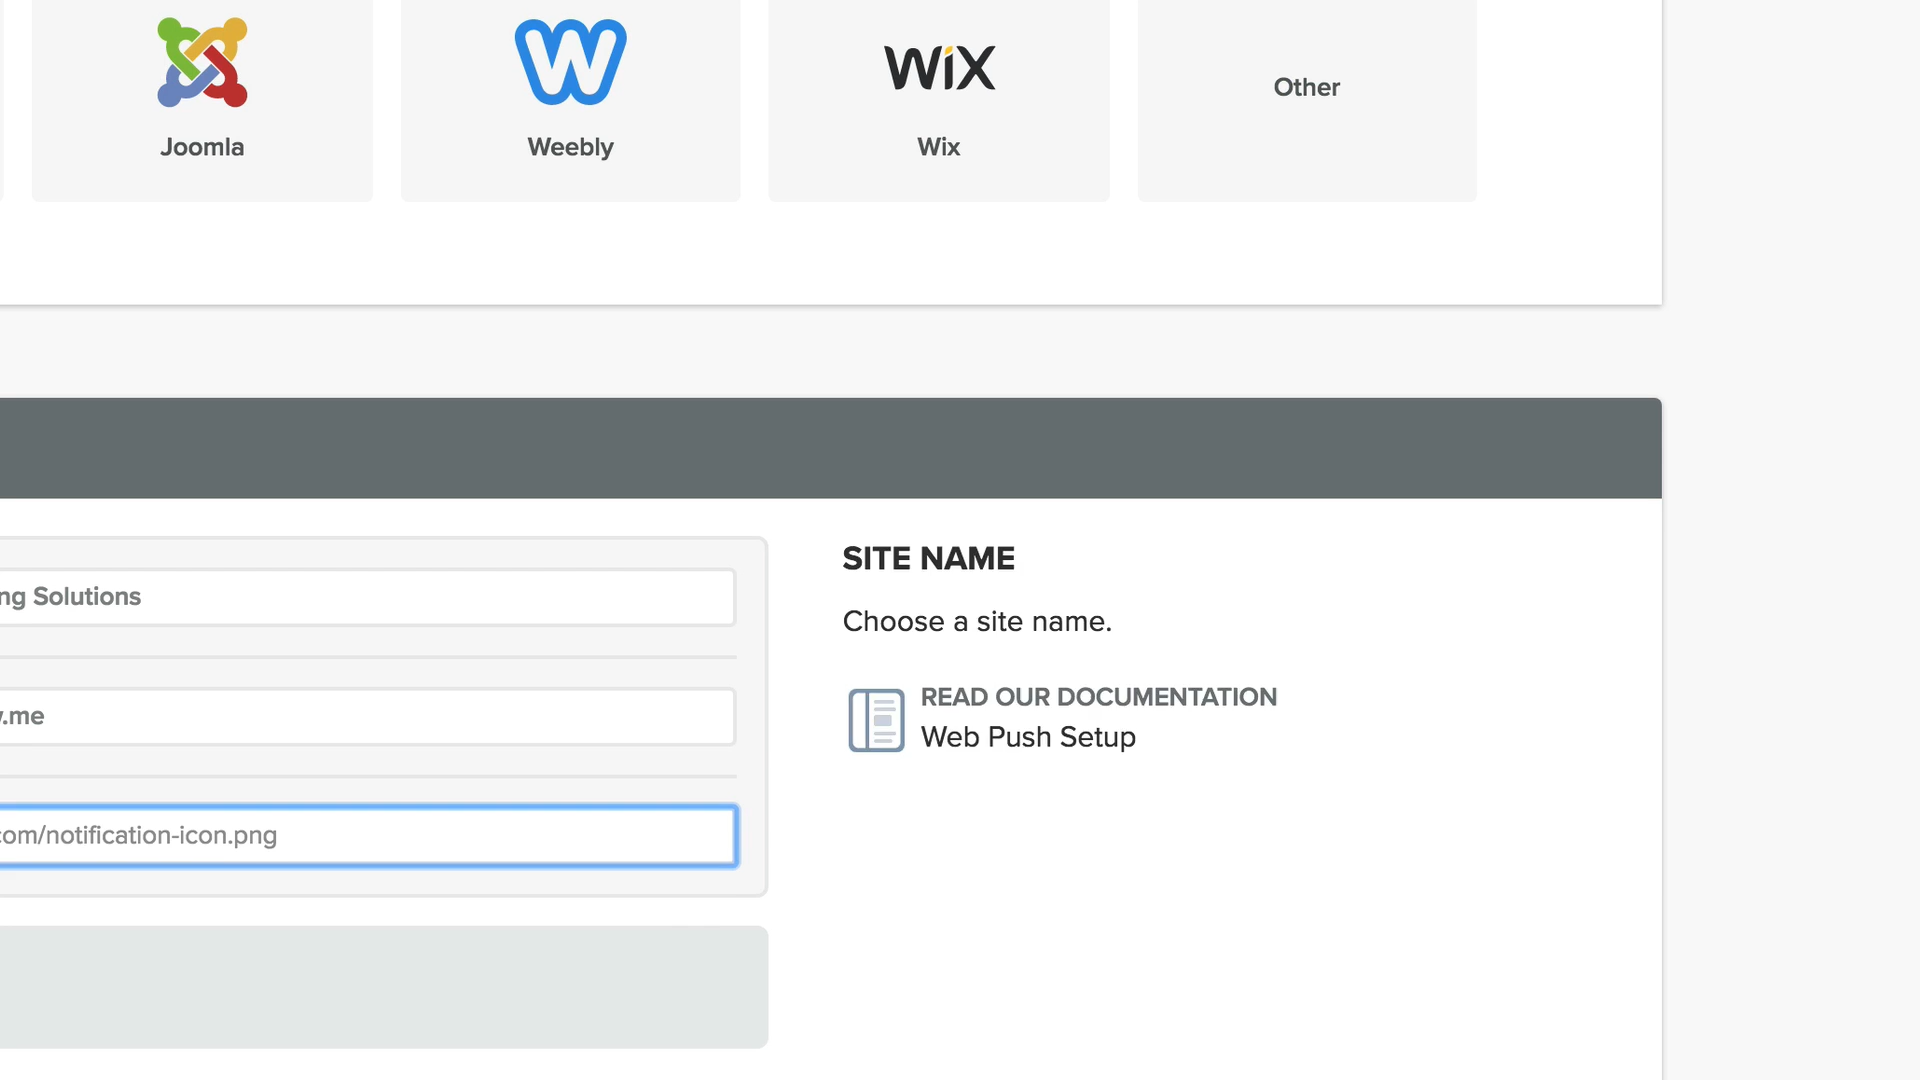 WiX
Joomla
Weebly
Wix
Other
SITE NAME
ng Solutions
Choose a site name.
READ OUR DOCUMENTATION
.me
Web Push Setup
com/notification-icon.png